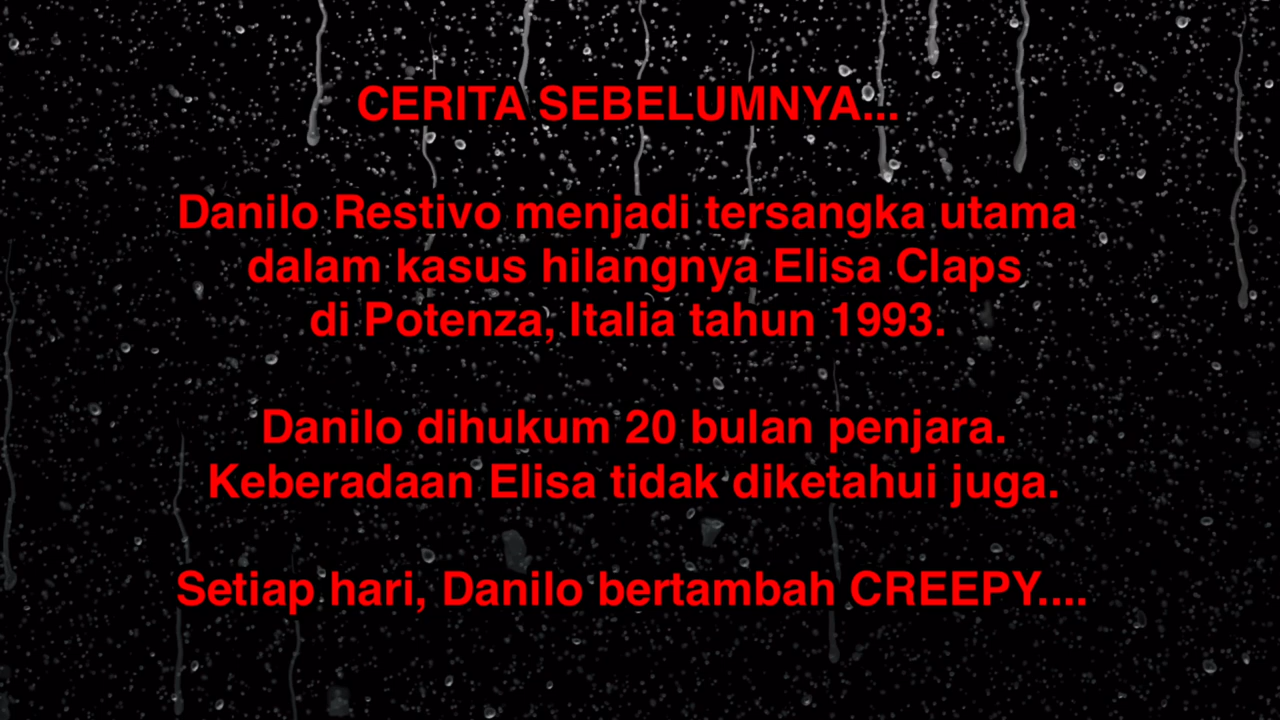 CERITA SEBELUMNYA...
Danilo Restivo menjadi tersangka utama
dalam kasus hilangnya Elisa Claps
di Potenza, Italia tahun 1993.
Danilo dihukum 20 bulan penjara.
Keberadaan Elisa tidak diketahui juga.
Setiap hari, Danilo bertambah CREEPY....